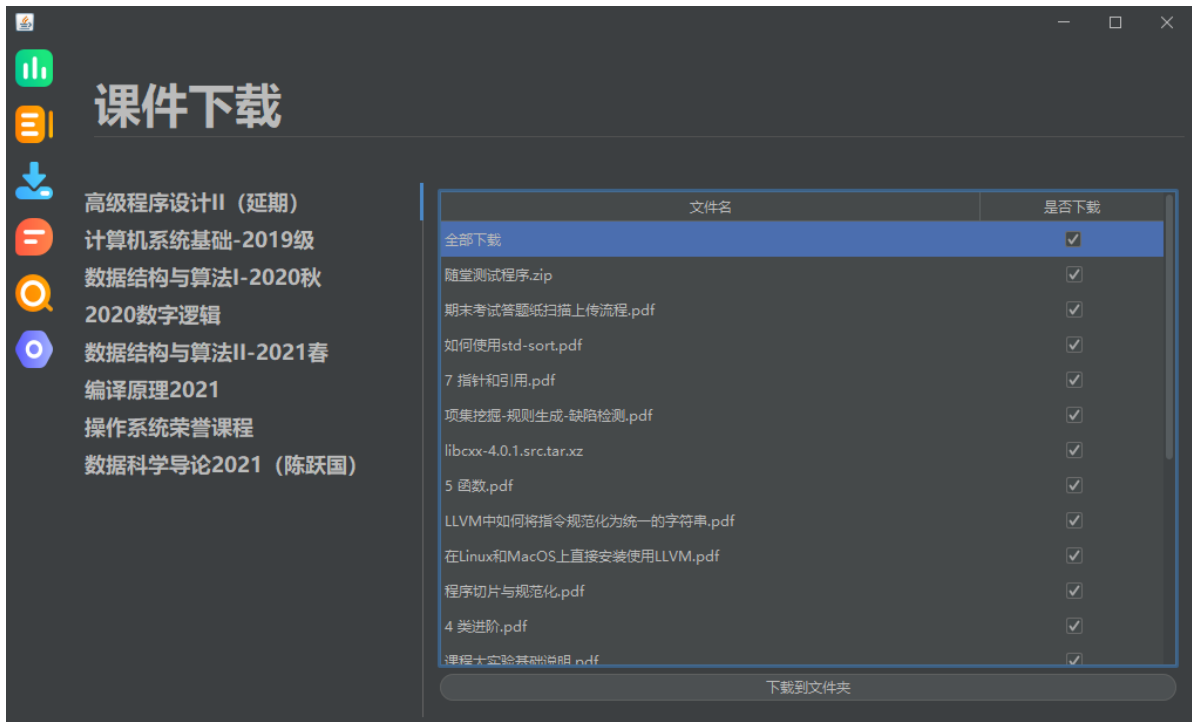 课件下载
高级程序设计II（延期）
计算机系统基础-2019级
数据结构与算法I-2020秋
2020数字逻辑
数据结构与算法II-2021春
编译原理2021
操作系统荣誉课程
数据科学导论2021（陈跃国）
文件名 是否下载
全部下载
随堂测试程序.zip
期末考试答题纸扫描上传流程.pdf
如何使用std-sort.pdf
7 指针和引用.pdf
项集挖掘-规则生成-缺陷检测.pdf
libcxx-4.0.1.src.tar.xz
5 函数.pdf
LLVM中如何将指令规范化为统一的字符串.pdf
在Linux和MacOS上直接安装使用LLVM.pdf
程序切片与规范化.pdf
4 类进阶.pdf
课程大实验基础说明.pdf
下载到文件夹